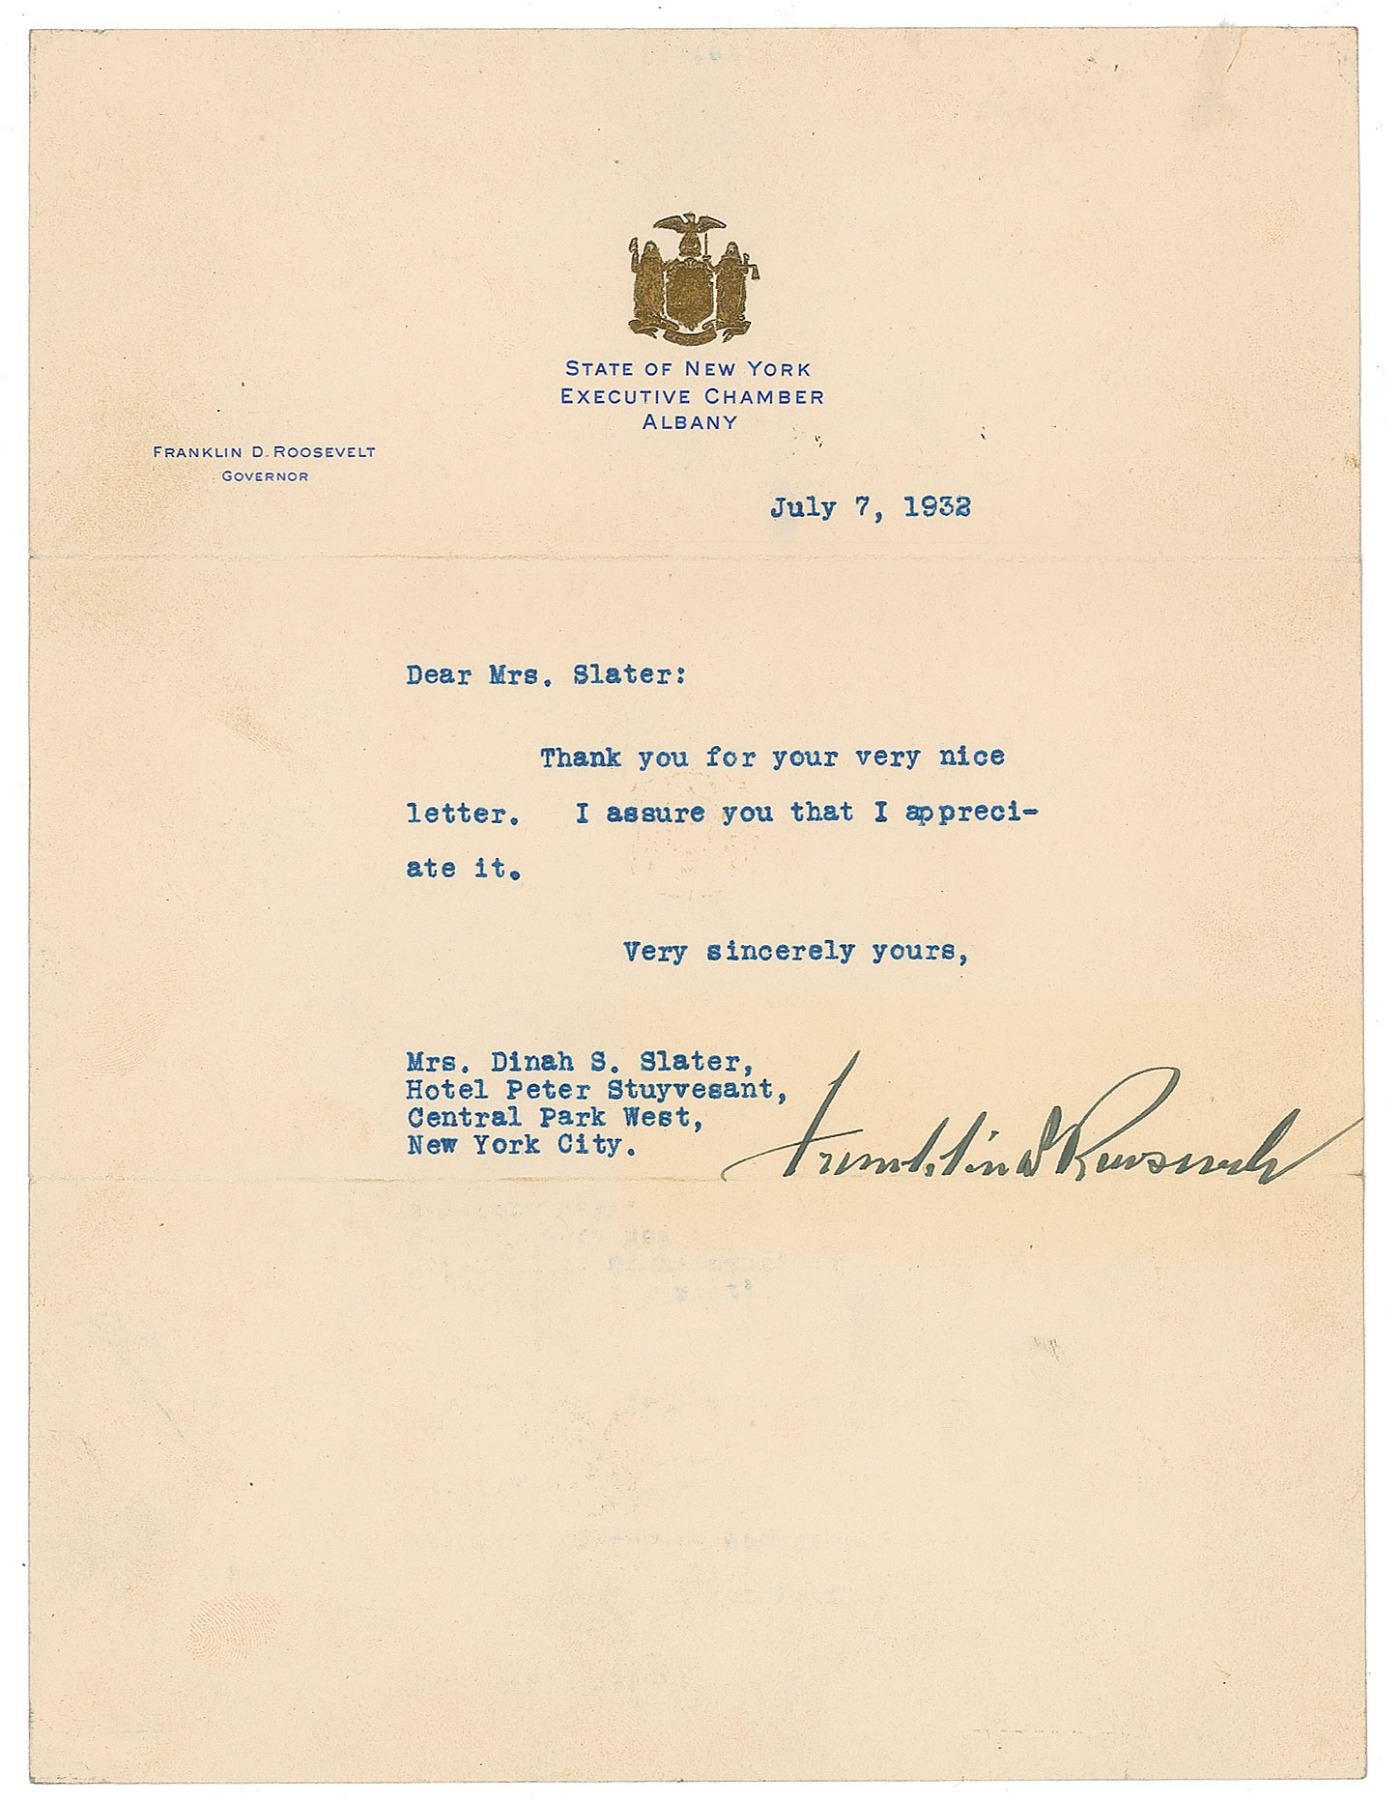 STATE OF NEW YORK
EXECUTIVE CHAMBER
ALBANY
FRANKLIN D. ROOSEVELT
GOVERNOR
July 7, 1932
Dear Mrs. Slater:
Thank you for your very nice
letter. I assure you that I appreci-
ate it.
Very sincerely yours,
Mrs. Dinah S. Slater,
Hotel Peter Stuyvesant,
Central Park West,
New York City.
Franklin D Roosevelt